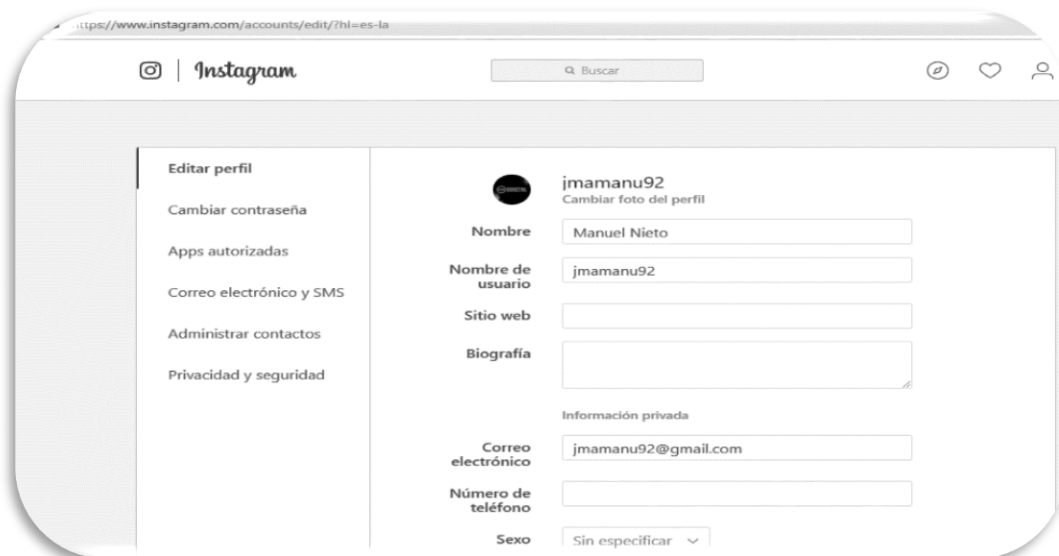 ttps://www.instagram.com/accounts/edit/?hl=es-la
Instagram
Buscar
Editar perfil
Cambiar contraseña
Apps autorizadas
Correo electrónico y SMS
Administrar contactos
Privacidad y seguridad
jmamanu92
Cambiar foto del perfil
Nombre
Manuel Nieto
Nombre de
usuario
jmamanu92
Sitio web
Biografía
Información privada
Correo
electrónico
jmamanu92@gmail.com
Número de
teléfono
Sexo
Sin especificar